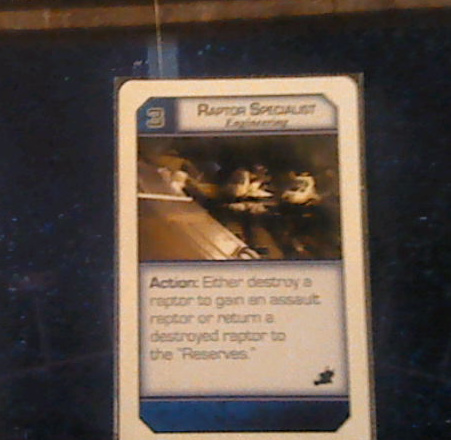 RAPTOR SPECIALIST
Engineering
Action: Either destroy a
raptor to gain an assault
raptor or return a
destroyed raptor to
the "Reserves."